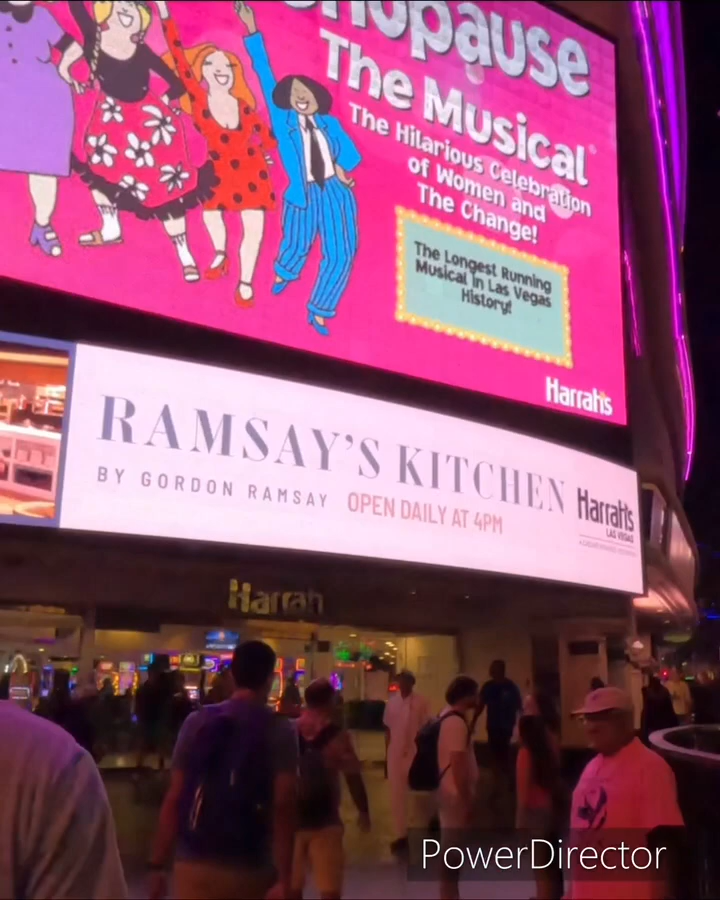 nopause
The Musical
The Hilarious Celebration
of Women and
The Change!
The Longest Running
Musical in Las Vegas
History!
Harrah's
RAMSAY'S KITCHEN
BY GORDON RAMSAY OPEN DAILY AT 4PM
Harrah's
LAS VEGAS
Harrah
PowerDirector